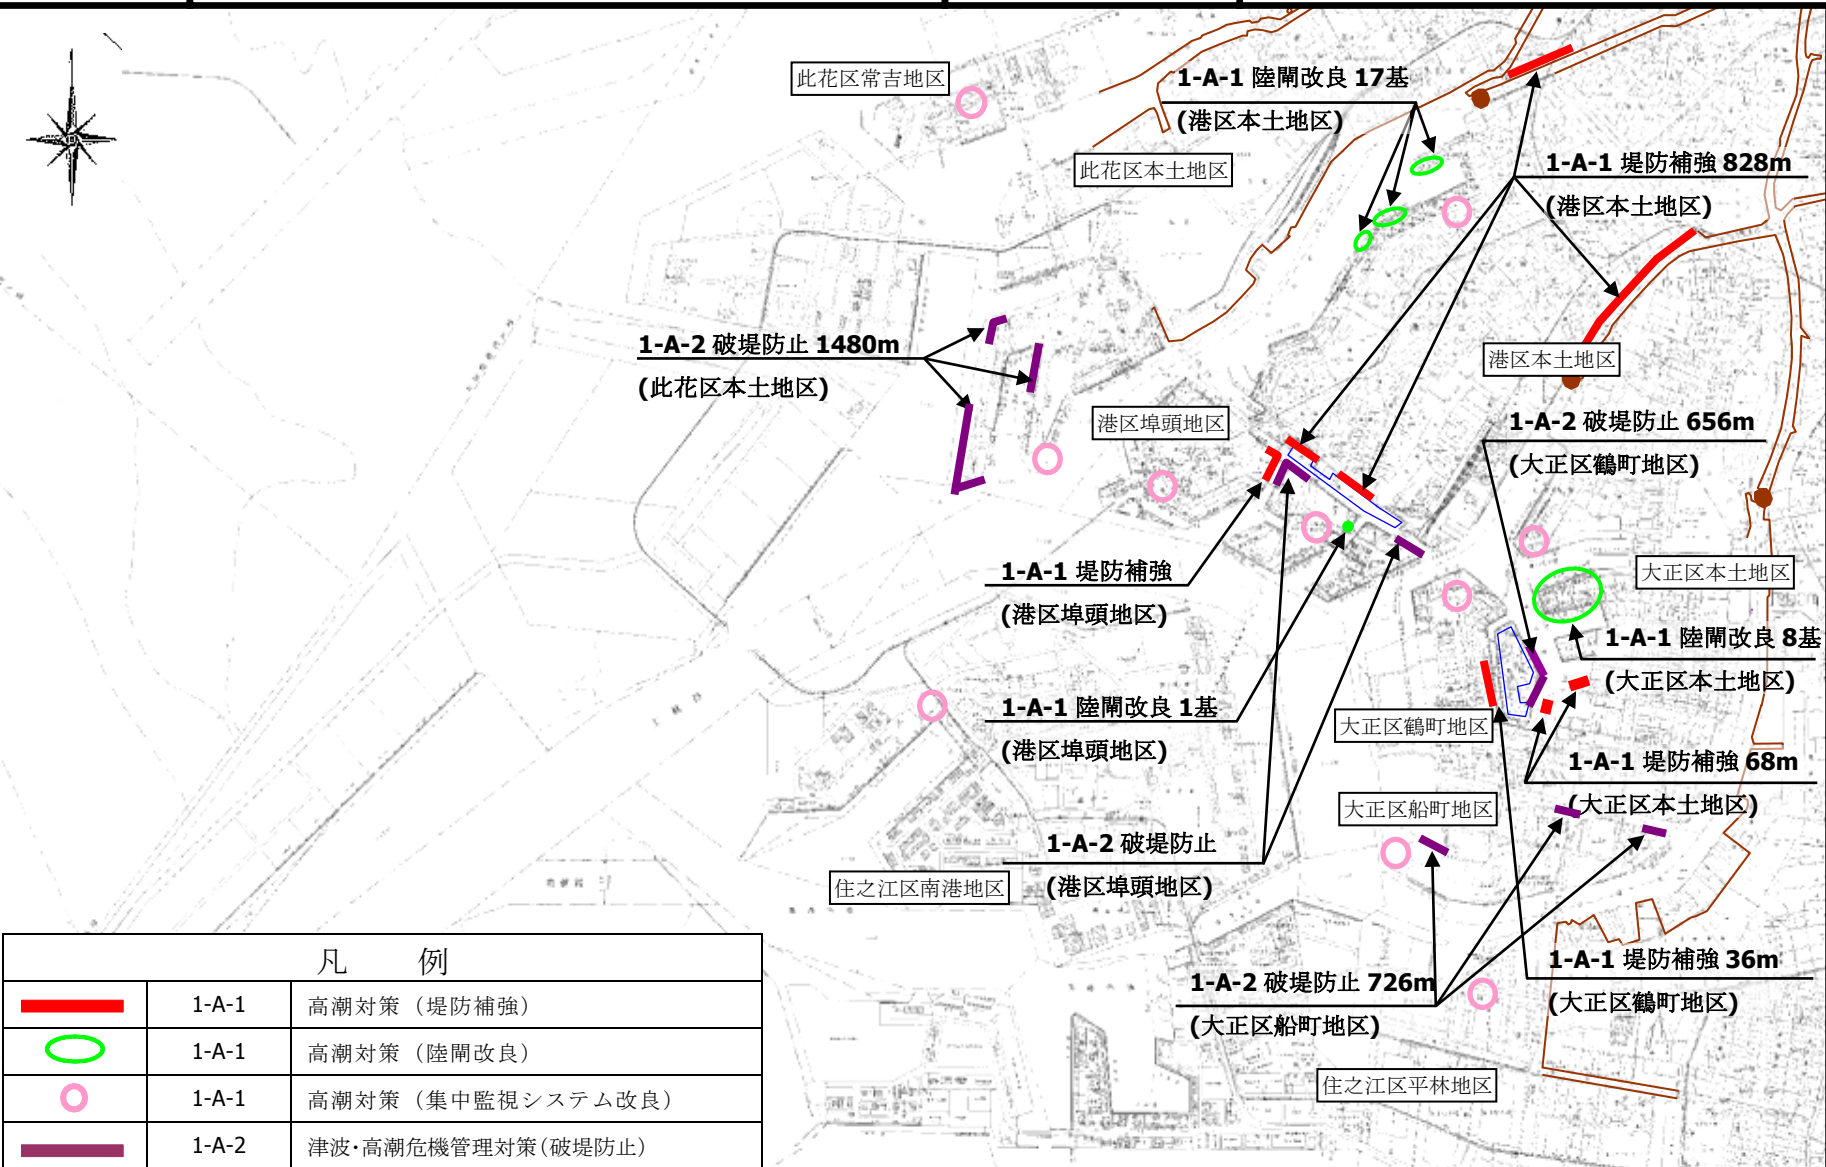 此花区常吉地区
1-A-1 陸閘改良 17基
(港区本土地区)
此花区本土地区
1-A-1 堤防補強 828m
(港区本土地区)
1-A-2 破堤防止 1480m
(此花区本土地区)
港区本土地区
港区埠頭地区
1-A-2 破堤防止 656m
(大正区鶴町地区)
1-A-1 堤防補強
(港区埠頭地区)
大正区本土地区
1-A-1 陸閘改良 8基
(大正区本土地区)
1-A-1 陸閘改良 1基
(港区埠頭地区)
大正区鶴町地区
1-A-1 堤防補強 68m
(大正区本土地区)
大正区船町地区
1-A-2 破堤防止
(港区埠頭地区)
住之江区南港地区
1-A-2 破堤防止 726m
(大正区船町地区)
1-A-1 堤防補強 36m
(大正区鶴町地区)
住之江区平林地区
凡 例
1-A-1 高潮対策（堤防補強）
1-A-1 高潮対策（陸閘改良）
1-A-1 高潮対策（集中監視システム改良）
1-A-2 津波・高潮危機管理対策（破堤防止）